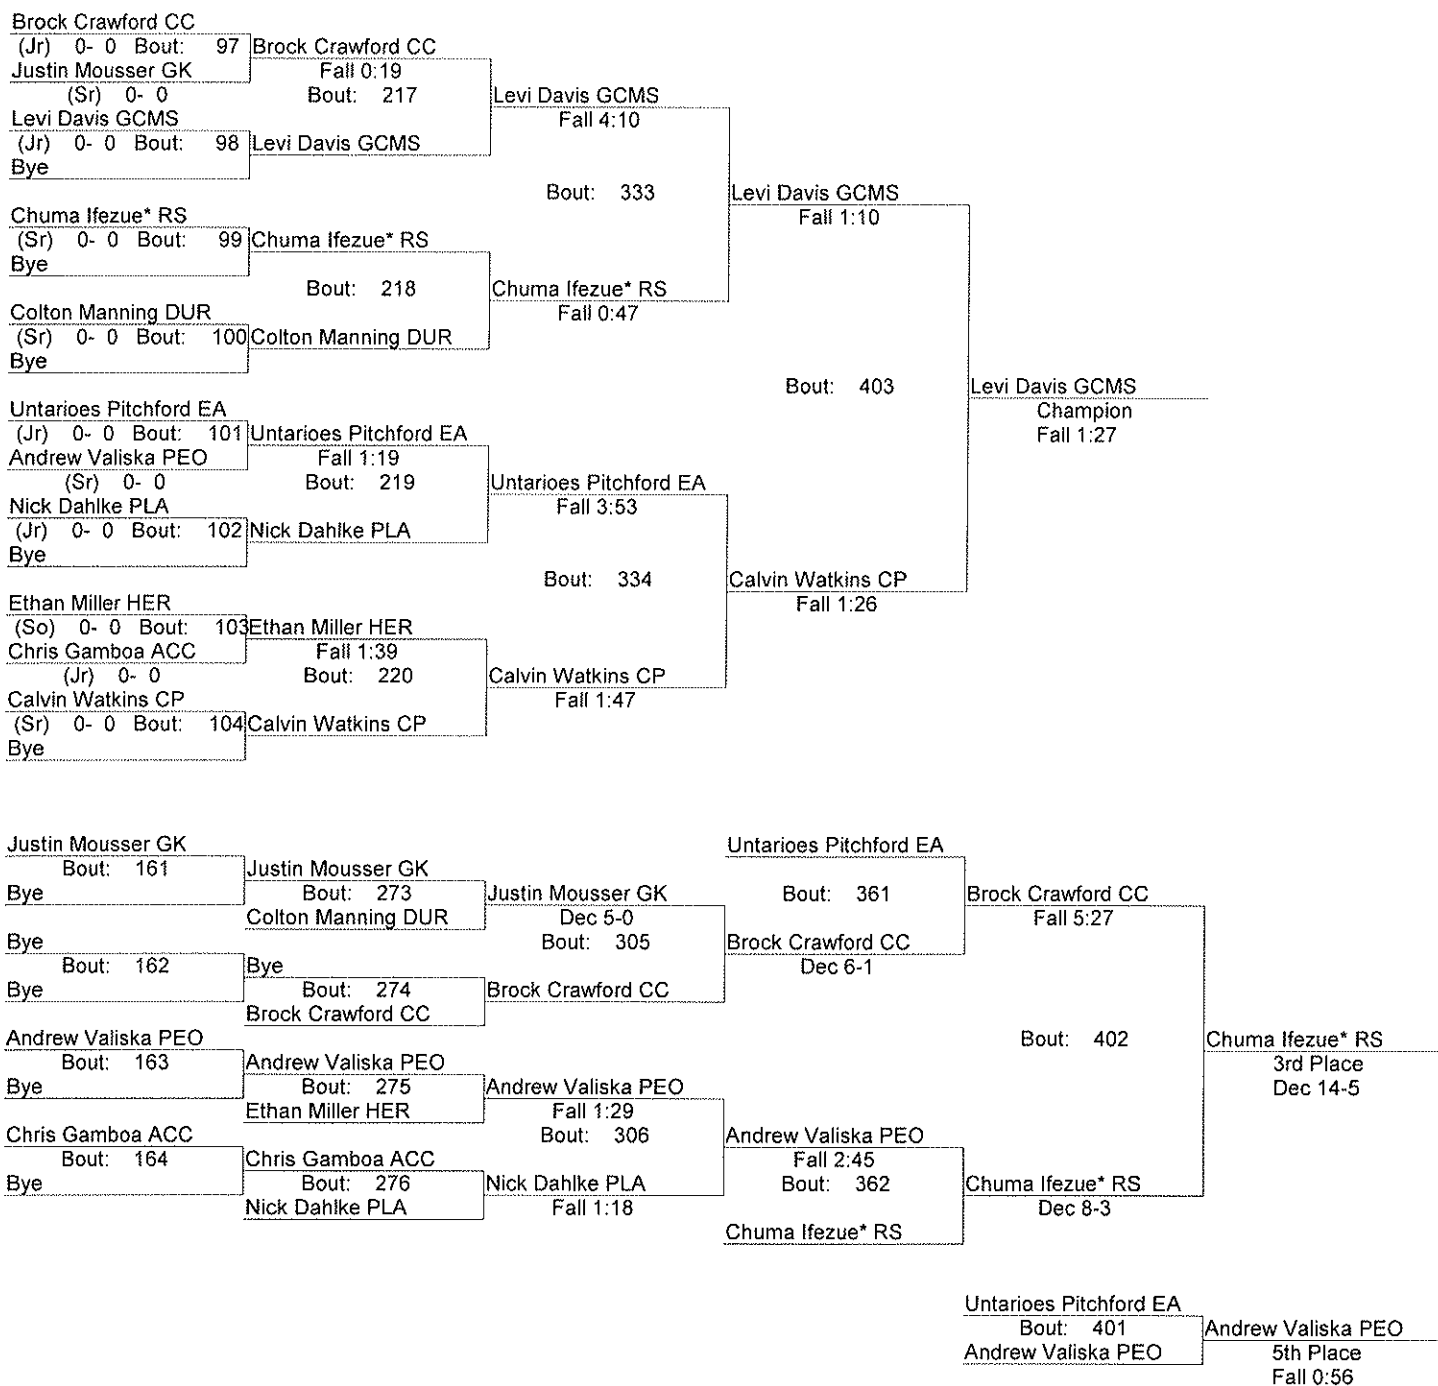 Brock Crawford CC
(Jr) 0- 0 Bout: 97 Brock Crawford CC
Justin Mousser GK Fall 0:19
(Sr) 0- 0 Bout: 217 Levi Davis GCMS
Levi Davis GCMS Fall 4:10
(Jr) 0- 0 Bout: 98 Levi Davis GCMS
Bye
Bout: 333 Levi Davis GCMS
Chuma Ifezue* RS Fall 1:10
(Sr) 0- 0 Bout: 99 Chuma Ifezue* RS
Bye
Bout: 218 Chuma Ifezue* RS
Colton Manning DUR Fall 0:47
(Sr) 0- 0 Bout: 100 Colton Manning DUR
Bye
Bout: 403 Levi Davis GCMS
Untarioes Pitchford EA Champion
(Jr) 0- 0 Bout: 101 Untarioes Pitchford EA Fall 1:27
Andrew Valiska PEO Fall 1:19
(Sr) 0- 0 Bout: 219 Untarioes Pitchford EA
Nick Dahlke PLA Fall 3:53
(Jr) 0- 0 Bout: 102 Nick Dahlke PLA
Bye
Bout: 334 Calvin Watkins CP
Ethan Miller HER Fall 1:26
(So) 0- 0 Bout: 103 Ethan Miller HER
Chris Gamboa ACC Fall 1:39
(Jr) 0- 0 Bout: 220 Calvin Watkins CP
Calvin Watkins CP Fall 1:47
(Sr) 0- 0 Bout: 104 Calvin Watkins CP
Bye
Justin Mousser GK Untarioes Pitchford EA
Bout: 161 Justin Mousser GK
Bye Bout: 273 Justin Mousser GK Bout: 361 Brock Crawford CC
Colton Manning DUR Dec 5-0 Fall 5:27
Bye Bout: 305 Brock Crawford CC
Bout: 162 Bye Dec 6-1
Bye Bout: 274 Brock Crawford CC
Brock Crawford CC
Andrew Valiska PEO Bout: 402 Chuma Ifezue* RS
Bout: 163 Andrew Valiska PEO 3rd Place
Bye Bout: 275 Andrew Valiska PEO Dec 14-5
Ethan Miller HER Fall 1:29
Chris Gamboa ACC Bout: 306 Andrew Valiska PEO
Bout: 164 Chris Gamboa ACC Fall 2:45
Bye Bout: 276 Nick Dahlke PLA Bout: 362 Chuma Ifezue* RS
Nick Dahlke PLA Fall 1:18 Dec 8-3
Chuma Ifezue* RS
Untarioes Pitchford EA
Bout: 401 Andrew Valiska PEO
Andrew Valiska PEO 5th Place
Fall 0:56